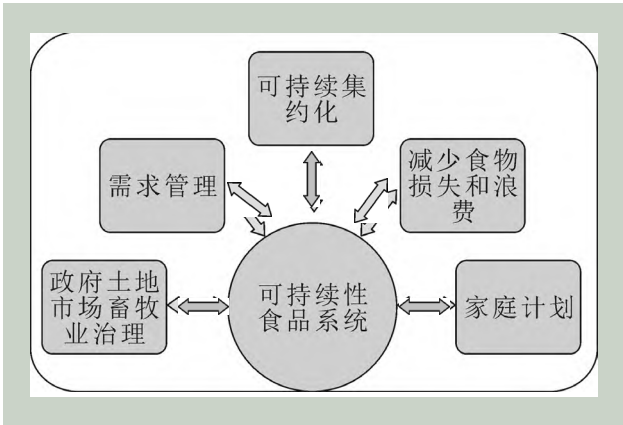 可持续集
约化
需求管理
减少食物
损失和浪
费
政府土地
市场畜牧
业治理
可持续性
食品系统
家庭计划